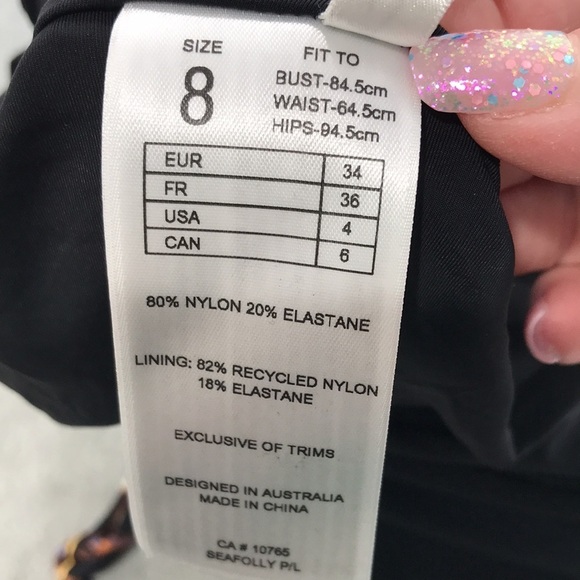 SIZE
8
FIT TO
BUST-84.5cm
WAIST-64.5cm
HIPS-94.5cm
EUR 34
FR 36
USA 4
CAN 6
80% NYLON 20% ELASTANE
LINING: 82% RECYCLED NYLON
18% ELASTANE
EXCLUSIVE OF TRIMS
DESIGNED IN AUSTRALIA
MADE IN CHINA
CA # 10765
SEAFOLLY P/L